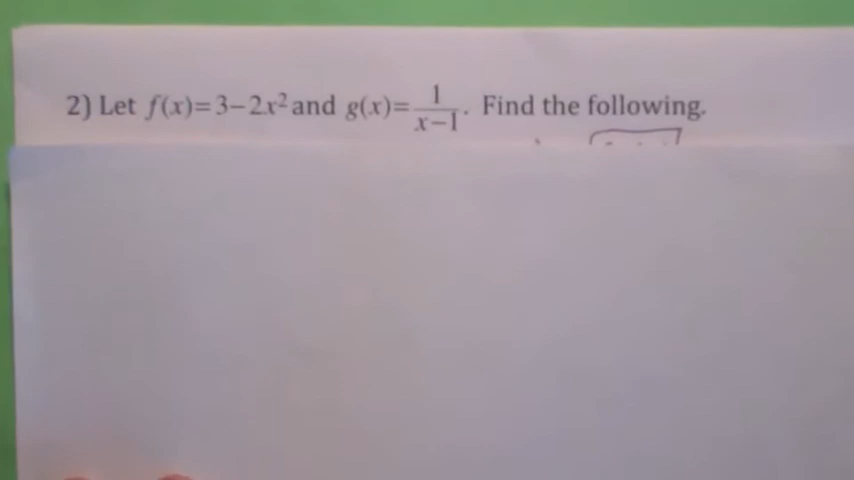 2) Let f(x)=3−2x² and g(x)=1/(x−1). Find the following.